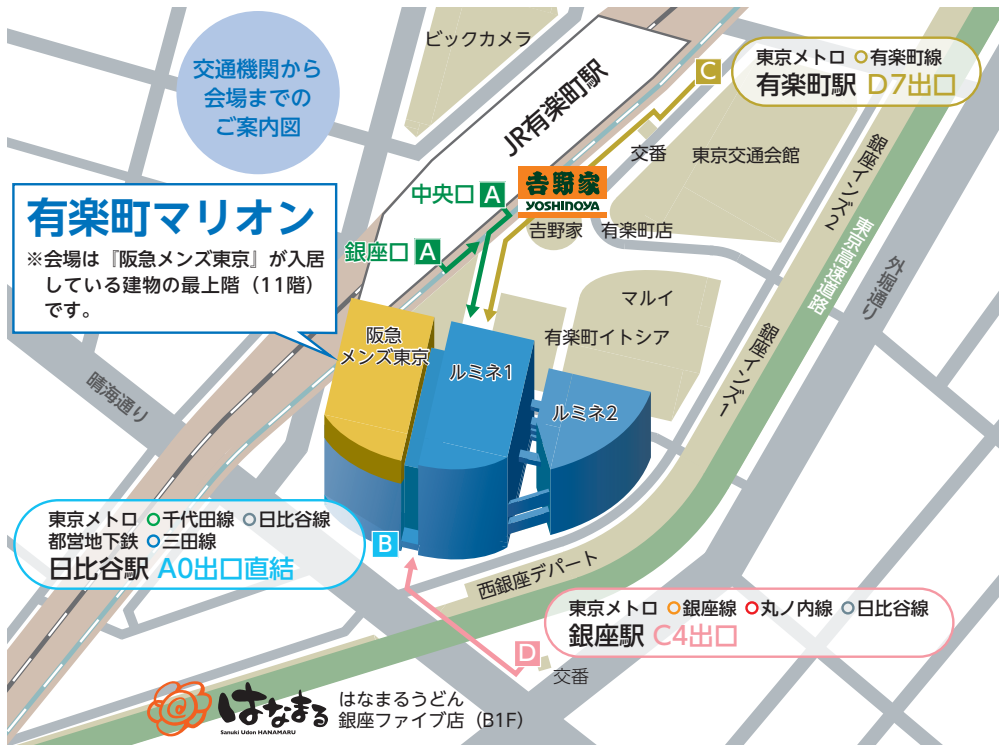 交通機関から
会場までの
ご案内図
ビックカメラ
JR有楽町駅
C
東京メトロ 有楽町線
有楽町駅 D7出口
交番
東京交通会館
銀座インズ2
東京高速道路
外堀通り
中央口 A
吉野家
YOSHINOYA
吉野家 有楽町店
銀座口 A
有楽町マリオン
※会場は『阪急メンズ東京』が入居
している建物の最上階（11階）
です。
マルイ
有楽町イトシア
銀座インズ1
阪急
メンズ東京
ルミネ1
ルミネ2
晴海通り
東京メトロ 千代田線 日比谷線
都営地下鉄 三田線
日比谷駅 A0出口直結
B
西銀座デパート
東京メトロ 銀座線 丸ノ内線 日比谷線
銀座駅 C4出口
D
交番
はなまる
Sanuki Udon HANAMARU
はなまるうどん
銀座ファイブ店（B1F）